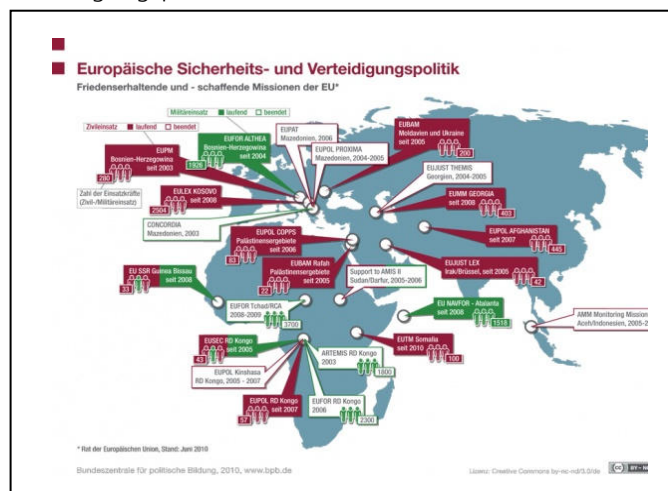 Europäische Sicherheits- und Verteidigungspolitik
Friedenserhaltende und - schaffende Missionen der EU*
Militäreinsatz laufend beendet
Zivileinsatz laufend beendet
EUFOR ALTHEA
Bosnien-Herzegowina
seit 2004
1926
EUPAT
Mazedonien, 2006
EUPOL PROXIMA
Mazedonien, 2004-2005
EUBAM
Moldavien und Ukraine
seit 2005
200
EUPM
Bosnien-Herzegowina
seit 2003
280
Zahl der Einsatzkräfte
(Zivil-/Militäreinsatz)
EULEX KOSOVO
seit 2008
2504
CONCORDIA
Mazedonien, 2003
EUJUST THEMIS
Georgien, 2004-2005
EUMM GEORGIA
seit 2008
403
EUPOL AFGHANISTAN
seit 2007
EUPOL COPPS
Palästinensergebiete
seit 2006
83
EUBAM Rafah
Palästinensergebiete
seit 2005
22
EUJUST LEX
Irak/Brüssel, seit 2005
42
EU SSR Guinea Bissau
seit 2008
33
EUFOR Tchad/RCA
2008-2009
3700
Support to AMIS II
Sudan/Darfur, 2005-2006
EU NAVFOR - Atalanta
seit 2008
1518
AMM Monitoring Mission
Aceh/Indonesien, 2005-2
EUSEC RD Kongo
seit 2005
43
EUPOL Kinshasa
RD Kongo, 2005 - 2007
EUPOL RD Kongo
seit 2007
57
ARTEMIS RD Kongo
2003
1800
EUFOR RD Kongo
2006
2300
EUTM Somalia
seit 2010
100
* Rat der Europäischen Union, Stand: Juni 2010
Bundeszentrale für politische Bildung, 2010, www.bpb.de
Lizenz: Creative Commons by-nc-nd/3.0/de
cc BY - N